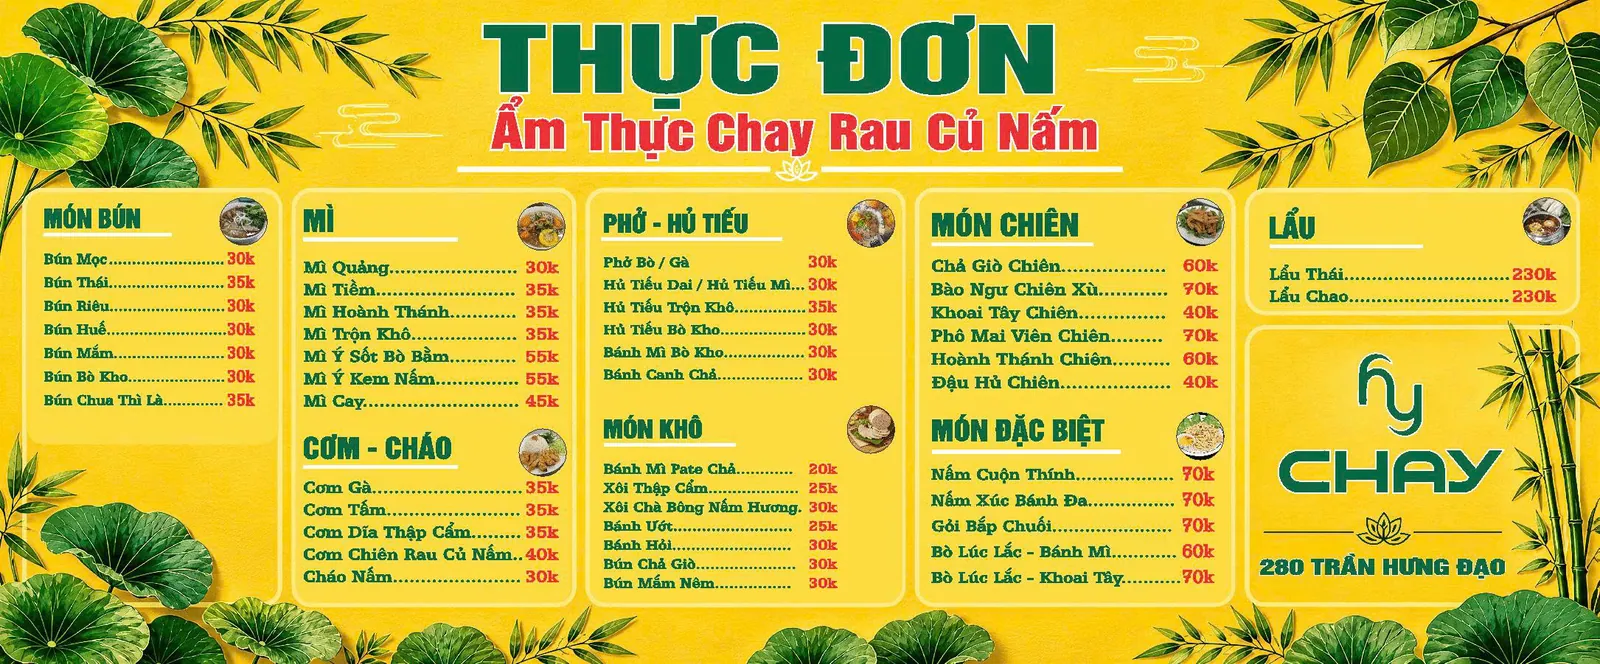 THỰC ĐƠN
Ẩm Thực Chay Rau Củ Nấm
MÓN BÚN
Bún Mọc........................30k
Bún Thái........................35k
Bún Riêu........................30k
Bún Huế........................30k
Bún Mắm........................30k
Bún Bò Kho........................30k
Bún Chua Thì Là.............35k
MÌ
Mì Quảng........................30k
Mì Tiềm........................35k
Mì Hoành Thánh............35k
Mì Trộn Khô....................35k
Mì Ý Sốt Bò Bằm............55k
Mì Ý Kem Nấm...............55k
Mì Cay........................45k
CƠM - CHÁO
Cơm Gà........................35k
Cơm Tấm........................35k
Cơm Dĩa Thập Cẩm........35k
Cơm Chiên Rau Củ Nấm..40k
Cháo Nấm........................30k
PHỞ - HỦ TIẾU
Phở Bò / Gà 30k
Hủ Tiếu Dai / Hủ Tiếu Mì...30k
Hủ Tiếu Trộn Khô............35k
Hủ Tiếu Bò Kho............30k
Bánh Mì Bò Kho............30k
Bánh Canh Chả............30k
MÓN KHÔ
Bánh Mì Pate Chả............20k
Xôi Thập Cẩm............25k
Xôi Chà Bông Nấm Hương.30k
Bánh Ướt........................25k
Bánh Hỏi........................30k
Bún Chả Giò....................30k
Bún Mắm Nêm............30k
MÓN CHIÊN
Chả Giò Chiên................60k
Bào Ngư Chiên Xù...........70k
Khoai Tây Chiên.............40k
Phô Mai Viên Chiên.........70k
Hoành Thánh Chiên.........60k
Đậu Hủ Chiên.................40k
MÓN ĐẶC BIỆT
Nấm Cuộn Thính.............70k
Nấm Xúc Bánh Đa...........70k
Gỏi Bắp Chuối.................70k
Bò Lúc Lắc - Bánh Mì.......60k
Bò Lúc Lắc - Khoai Tây.....70k
LẨU
Lẩu Thái........................230k
Lẩu Chao........................230k
hy
CHAY
280 TRẦN HƯNG ĐẠO